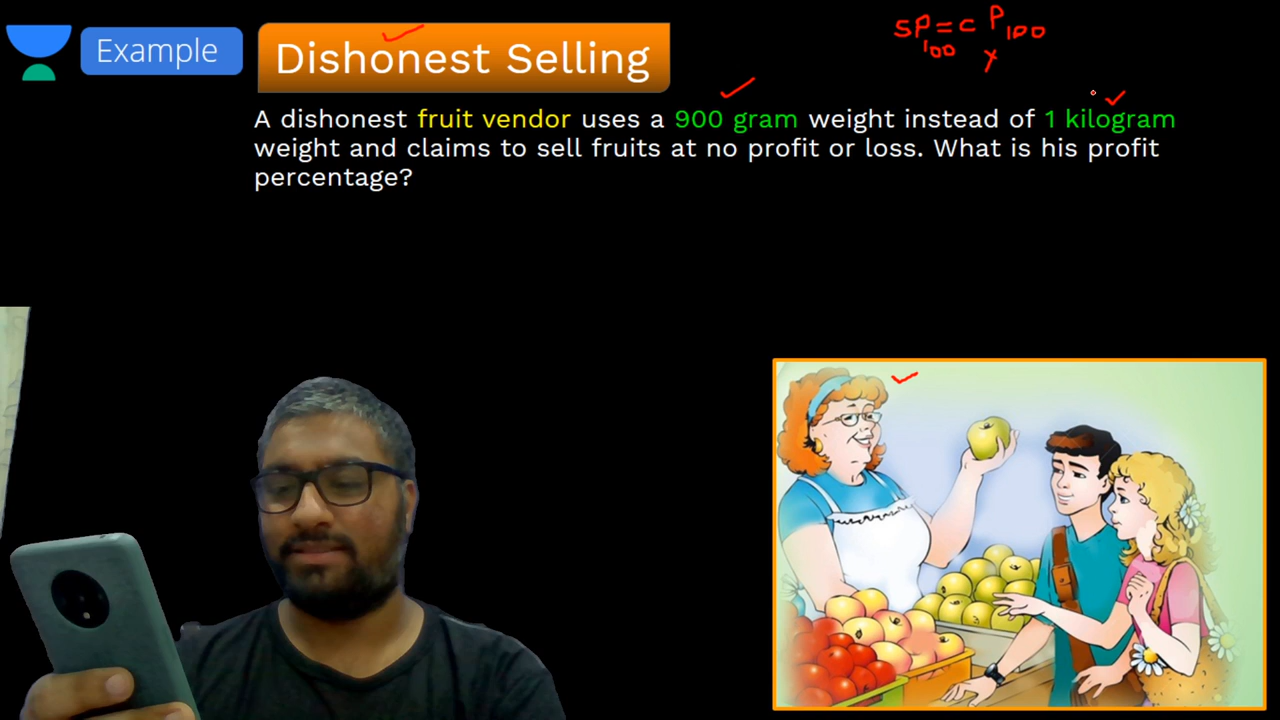 Example
Dishonest Selling
SP = CP 100
100 x
A dishonest fruit vendor uses a 900 gram weight instead of 1 kilogram
weight and claims to sell fruits at no profit or loss. What is his profit
percentage?